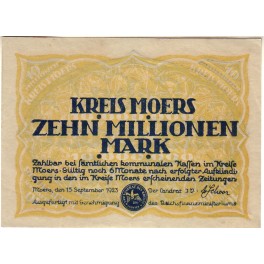 KREIS MOERS
ZEHN MILLIONEN
MARK
Zahlbar bei sämtlichen kommunalen Kassen im Kreise
Moers. Gültig noch 6 Monate nach erfolgter Aufkündi-
gung in den im Kreise Moers erscheinenden Zeitungen
Moers, den 15 September 1923 Der Landrat
Ausgefertigt mit Genehmigung des Reichsfinanzministeriums